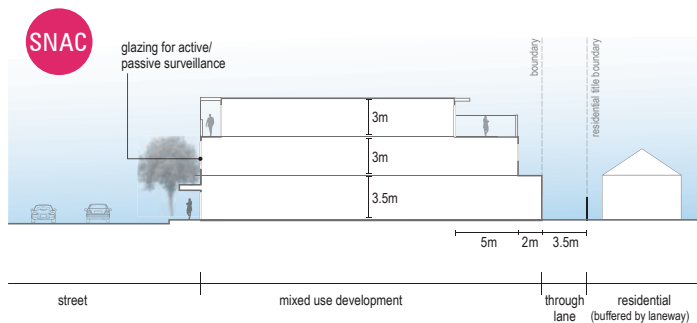 SNAC
glazing for active/
passive surveillance
boundary
residential title boundary
3m
3m
3.5m
5m
2m
3.5m
street
mixed use development
through
lane
residential
(buffered by laneway)